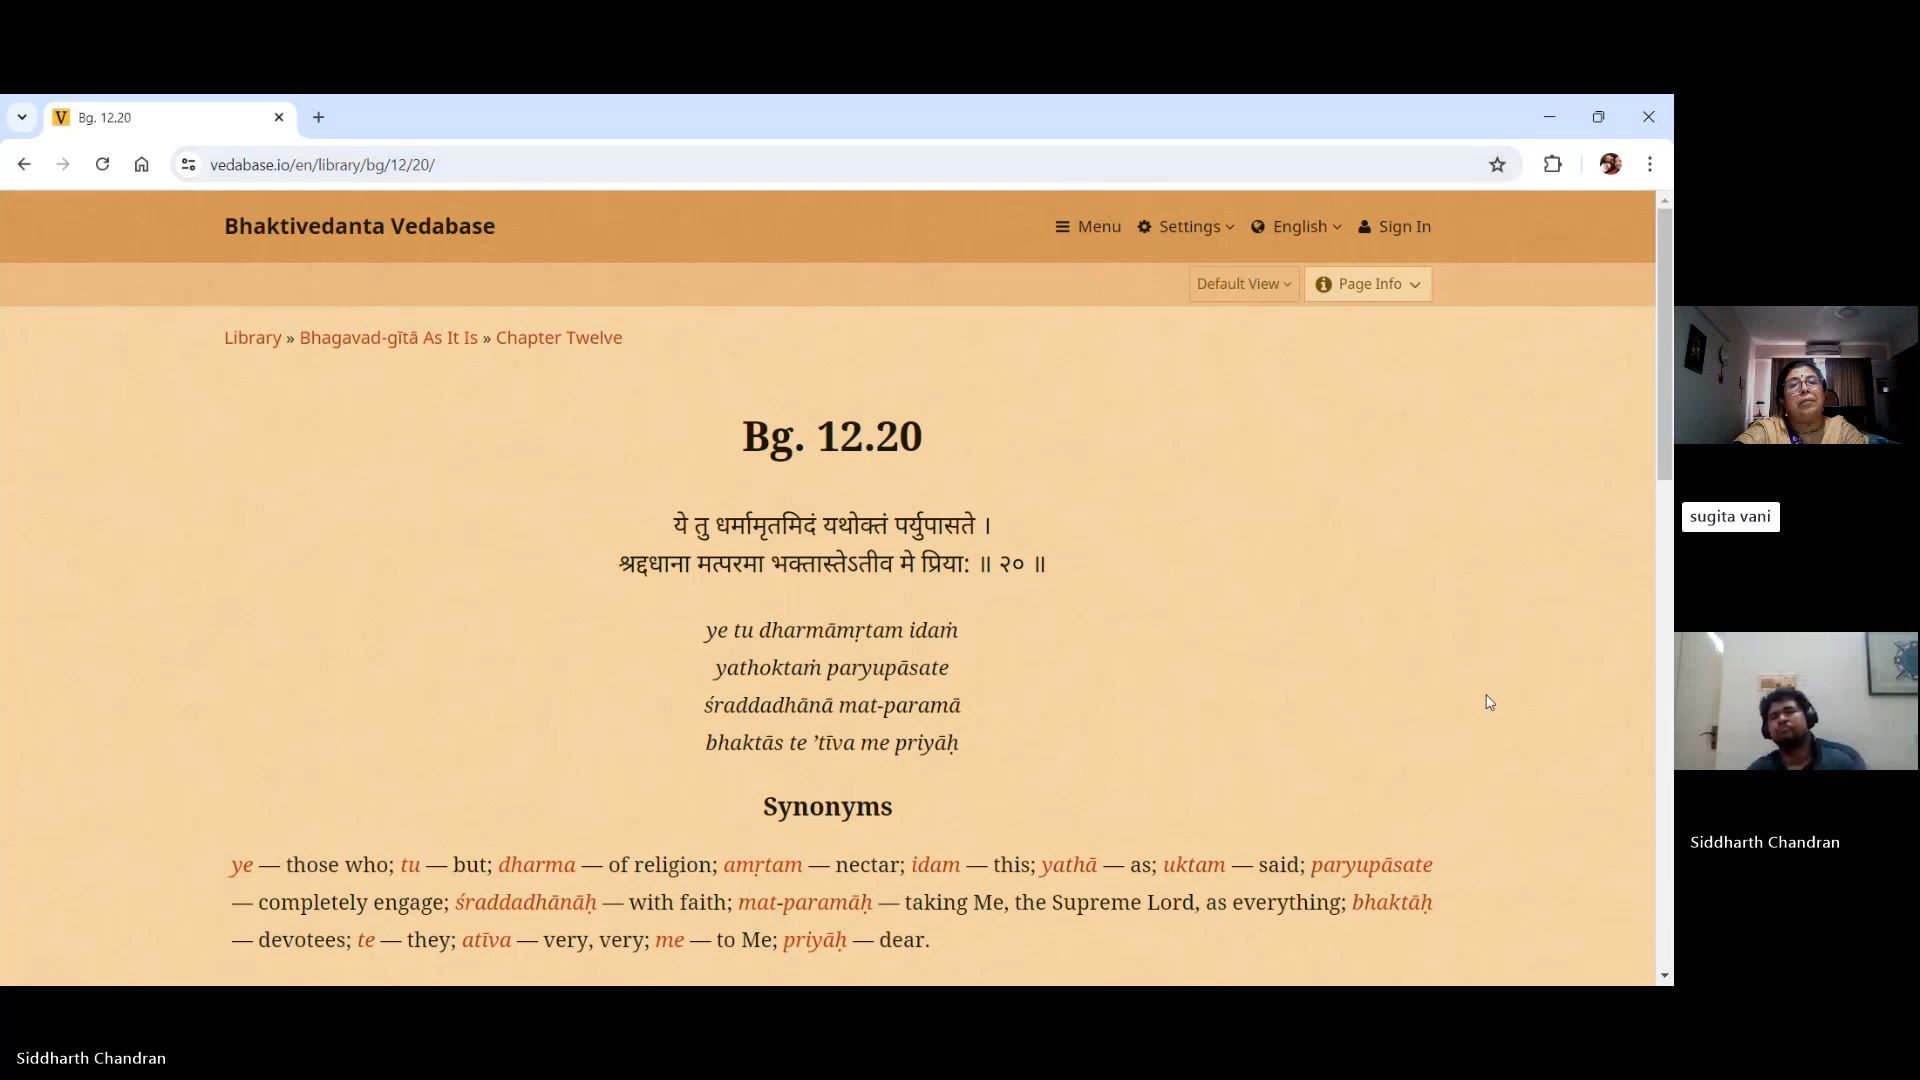 Bg. 12.20
vedabase.io/en/library/bg/12/20/
Bhaktivedanta Vedabase
Menu Settings English Sign In
Default View Page Info
Library » Bhagavad-gītā As It Is » Chapter Twelve
Bg. 12.20
ये तु धर्मामृतमिदं यथोक्तं पर्युपासते ।
श्रद्दधाना मत्परमा भक्तास्तेऽतीव मे प्रिया: ॥ २० ॥
ye tu dharmāmṛtam idaṁ
yathoktaṁ paryupāsate
śraddadhānā mat-paramā
bhaktās te ’tīva me priyāḥ
Synonyms
ye — those who; tu — but; dharma — of religion; amṛtam — nectar; idam — this; yathā — as; uktam — said; paryupāsate
— completely engage; śraddadhānāḥ — with faith; mat-paramāḥ — taking Me, the Supreme Lord, as everything; bhaktāḥ
— devotees; te — they; atīva — very, very; me — to Me; priyāḥ — dear.
sugita vani
Siddharth Chandran
Siddharth Chandran